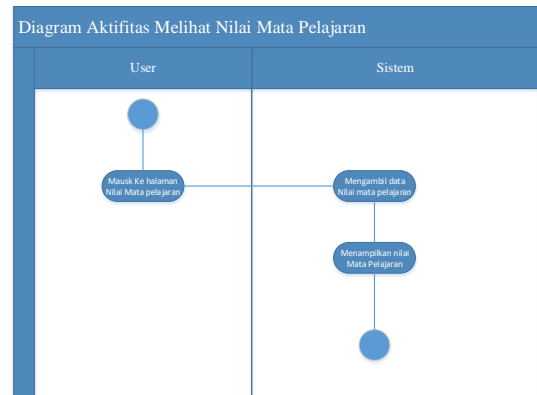 Diagram Aktifitas Melihat Nilai Mata Pelajaran
User
Sistem
Mausk Ke halaman
Nilai Mata pelajaran
Mengambil data
Nilai mata pelajaran
Menampilkan nilai
Mata Pelajaran